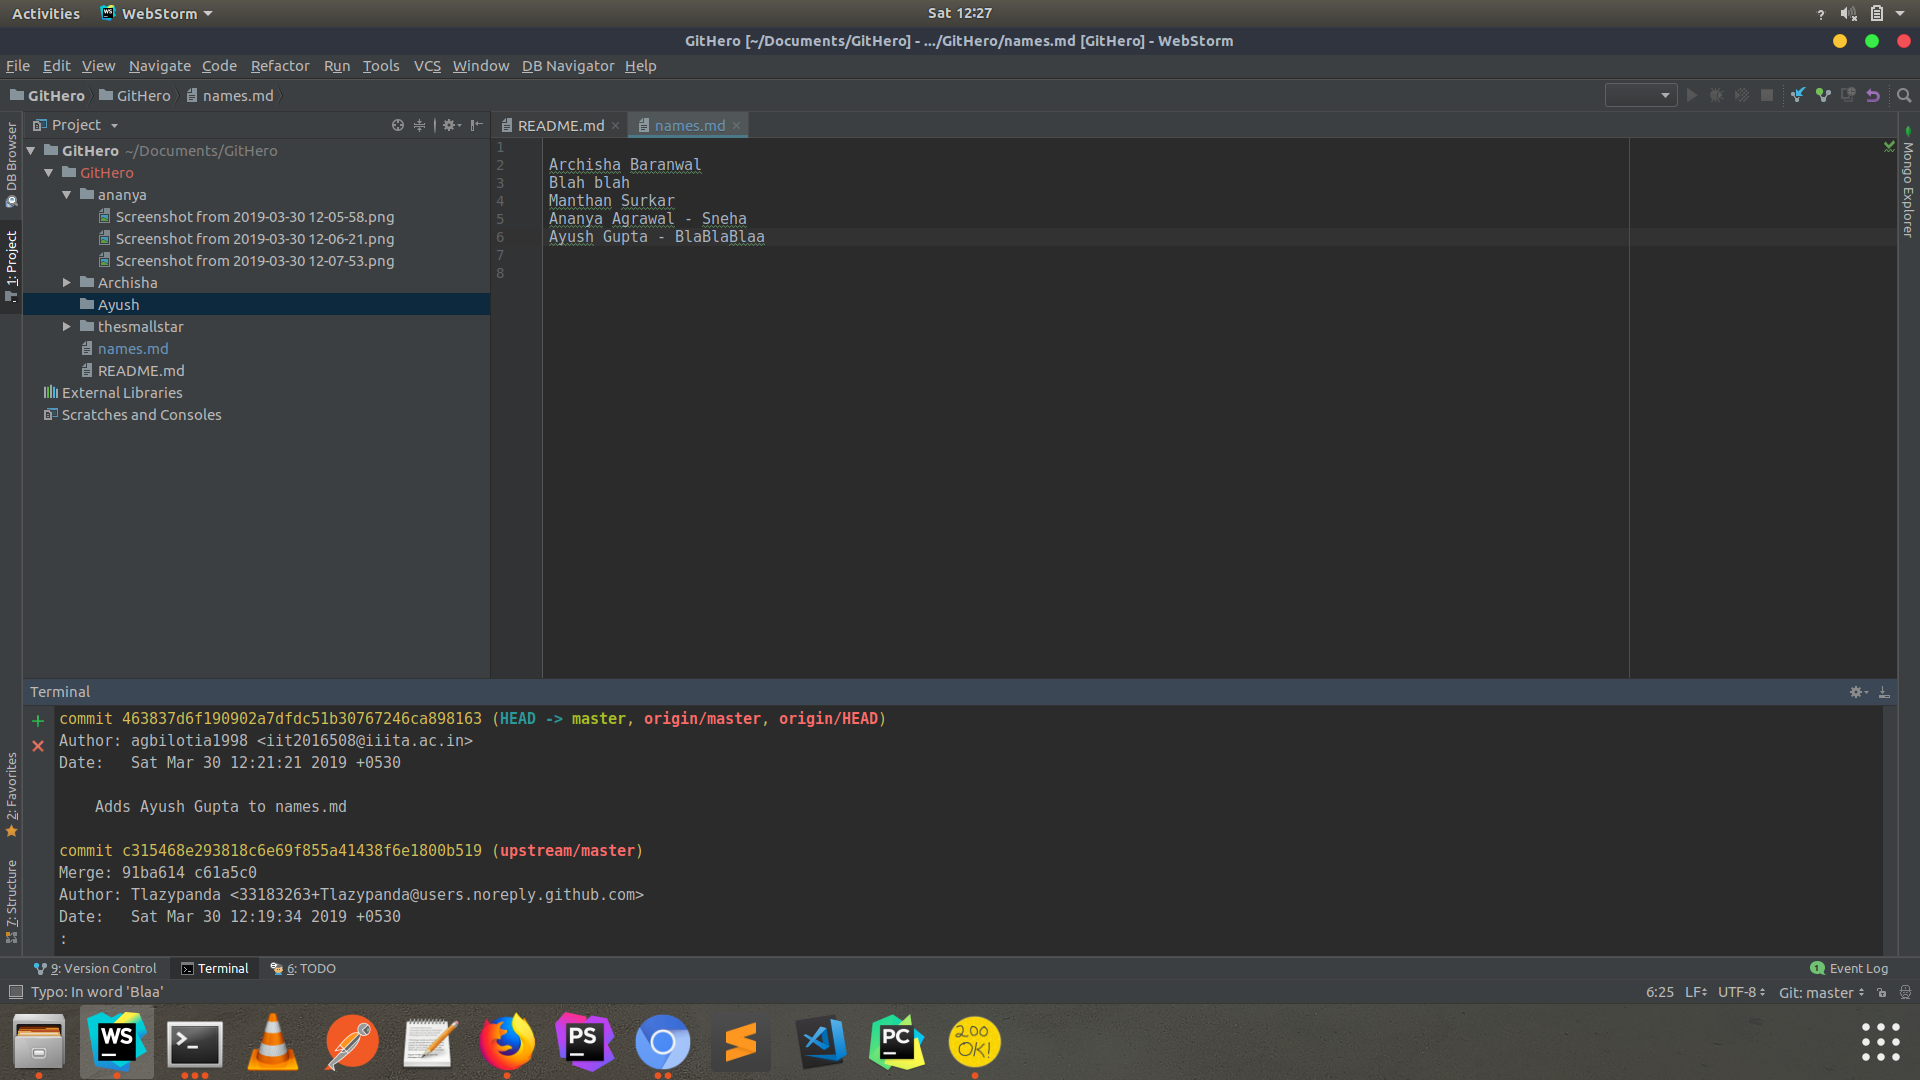 Activities WebStorm Sat 12:27 ?
GitHero [~/Documents/GitHero] - .../GitHero/names.md [GitHero] - WebStorm
File Edit View Navigate Code Refactor Run Tools VCS Window DB Navigator Help
GitHero GitHero names.md
DB Browser
1: Project
2: Favorites
7: Structure
Project
GitHero ~/Documents/GitHero
GitHero
ananya
Screenshot from 2019-03-30 12-05-58.png
Screenshot from 2019-03-30 12-06-21.png
Screenshot from 2019-03-30 12-07-53.png
Archisha
Ayush
thesmallstar
names.md
README.md
External Libraries
Scratches and Consoles
README.md names.md
1
2 Archisha Baranwal
3 Blah blah
4 Manthan Surkar
5 Ananya Agrawal - Sneha
6 Ayush Gupta - BlaBlaBlaa
7
8
Mongo Explorer
Terminal
commit 463837d6f190902a7dfdc51b30767246ca898163 (HEAD -> master, origin/master, origin/HEAD)
Author: agbilotia1998 <iit2016508@iiita.ac.in>
Date:   Sat Mar 30 12:21:21 2019 +0530
Adds Ayush Gupta to names.md
commit c315468e293818c6e69f855a41438f6e1800b519 (upstream/master)
Merge: 91ba614 c61a5c0
Author: Tlazypanda <33183263+Tlazypanda@users.noreply.github.com>
Date:   Sat Mar 30 12:19:34 2019 +0530
:
9: Version Control Terminal 6: TODO 1 Event Log
Typo: In word 'Blaa' 6:25 LF UTF-8 Git: master
WS PS PC 200 OK!